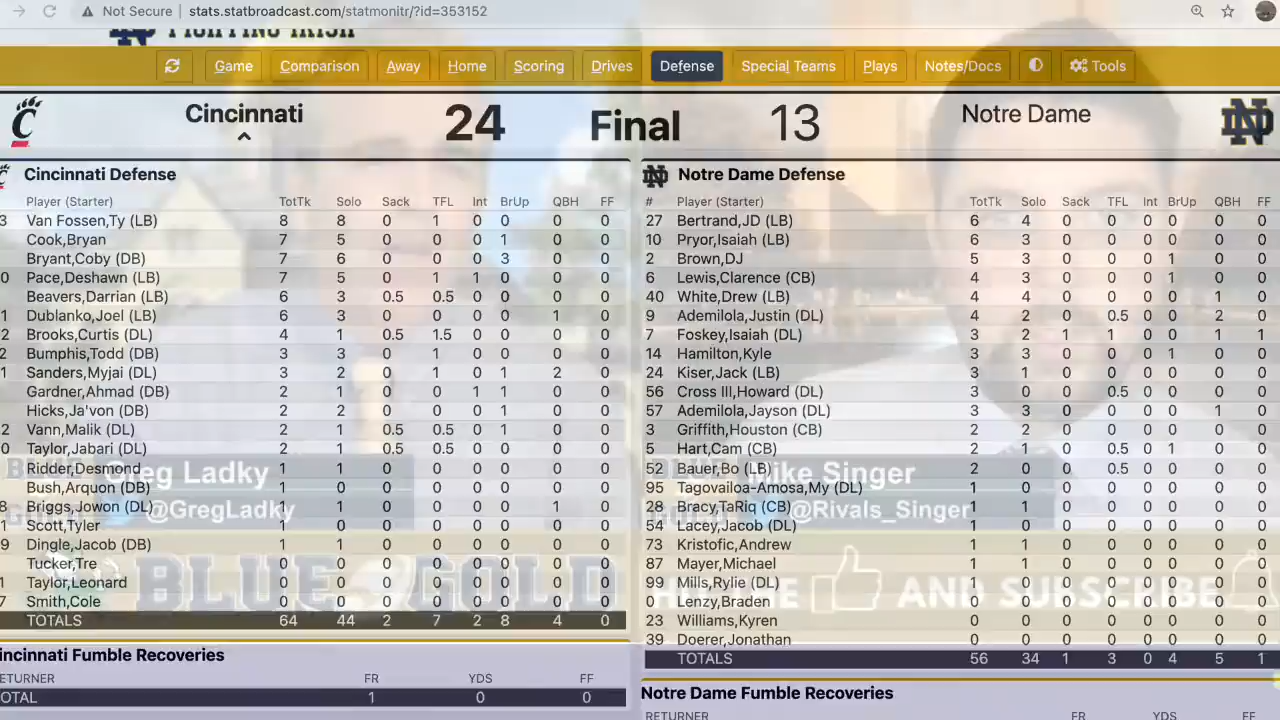 Not Secure | stats.statbroadcast.com/statmonitr/?id=353152
FIGHTING IRISH
Game Comparison Away Home Scoring Drives Defense Special Teams Plays Notes/Docs Tools
Cincinnati 24 Final 13 Notre Dame
Cincinnati Defense
Player (Starter) TotTk Solo Sack TFL Int BrUp QBH FF
3 Van Fossen,Ty (LB) 8 8 0 1 0 0 0 0
Cook,Bryan 7 5 0 0 0 1 0 0
Bryant,Coby (DB) 7 6 0 0 0 3 0 0
0 Pace,Deshawn (LB) 7 5 0 1 1 0 0 0
Beavers,Darrian (LB) 6 3 0.5 0.5 0 0 0 0
1 Dublanko,Joel (LB) 6 3 0 0 0 0 1 0
2 Brooks,Curtis (DL) 4 1 0.5 1.5 0 0 0 0
2 Bumphis,Todd (DB) 3 3 0 1 0 0 0 0
1 Sanders,Myjai (DL) 3 2 0 1 0 1 2 0
Gardner,Ahmad (DB) 2 1 0 0 1 1 0 0
Hicks,Ja'von (DB) 2 2 0 0 0 1 0 0
2 Vann,Malik (DL) 2 1 0.5 0.5 0 1 0 0
0 Taylor,Jabari (DL) 2 1 0.5 0.5 0 0 0 0
Ridder,Desmond 1 1 0 0 0 0 0 0
Bush,Arquon (DB) 1 0 0 0 0 0 0 0
8 Briggs,Jowon (DL) 1 0 0 0 0 1 0
1 Scott,Tyler 1 0 0 0 0 0 0 0
9 Dingle,Jacob (DB) 1 1 0 0 0 0 0 0
Tucker,Tre 0 0 0 0 0 0 0 0
1 Taylor,Leonard 0 0 0 0 0 0 0 0
7 Smith,Cole 0 0 0 0 0 0 0 0
TOTALS 64 44 2 7 2 8 4 0
incinnati Fumble Recoveries
ETURNER FR YDS FF
OTAL 1 0 0
Notre Dame Defense
# Player (Starter) TotTk Solo Sack TFL Int BrUp QBH FF
27 Bertrand,JD (LB) 6 4 0 0 0 0 0 0
10 Pryor,Isaiah (LB) 6 3 0 0 0 0 0 0
2 Brown,DJ 5 3 0 0 0 1 0 0
6 Lewis,Clarence (CB) 4 3 0 0 0 1 0 0
40 White,Drew (LB) 4 4 0 0 0 0 1 0
9 Ademilola,Justin (DL) 4 2 0 0.5 0 0 2 0
7 Foskey,Isaiah (DL) 3 2 1 1 0 0 1 1
14 Hamilton,Kyle 3 3 0 0 0 1 0 0
24 Kiser,Jack (LB) 3 1 0 0 0 0 0 0
56 Cross III,Howard (DL) 3 0 0 0.5 0 0 0 0
57 Ademilola,Jayson (DL) 3 3 0 0 0 0 1 0
3 Griffith,Houston (CB) 2 2 0 0 0 0 0 0
5 Hart,Cam (CB) 2 1 0 0.5 0 1 0 0
52 Bauer,Bo (LB) 2 0 0 0.5 0 0 0 0
95 Tagovailoa-Amosa,My (DL) 1 0 0 0 0 0 0 0
28 Bracy,TaRiq (CB) 1 1 0 0 0 0 0 0
54 Lacey,Jacob (DL) 1 0 0 0 0 0 0 0
73 Kristofic,Andrew 1 1 0 0 0 0 0 0
87 Mayer,Michael 1 1 0 0 0 0 0 0
99 Mills,Rylie (DL) 1 0 0 0 0 0 0 0
0 Lenzy,Braden 0 0 0 0 0 0 0 0
23 Williams,Kyren 0 0 0 0 0 0 0 0
39 Doerer,Jonathan 0 0 0 0 0 0 0 0
TOTALS 56 34 1 3 0 4 5 1
Notre Dame Fumble Recoveries
RETURNER FR YDS FF
Greg Ladky
@GregLadky
Mike Singer
@Rivals_Singer
BLUE GOLD
AND SUBSCRIBE